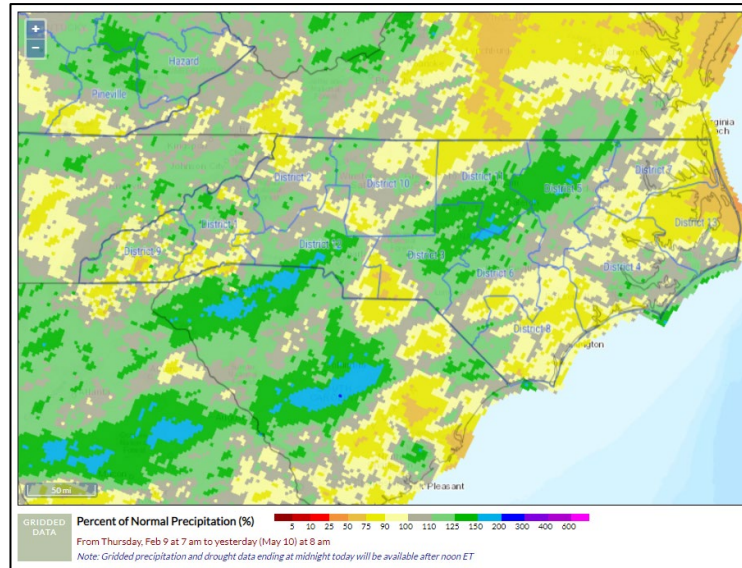 +
−
Hazard
Pineville
Virginia
District 2
District 10
District 11
District 5
District 7
District 1
District 9
District 12
District 3
District 6
District 4
District 13
District 8
Pleasant
50 mi
GRIDDED
DATA
Percent of Normal Precipitation (%)
5 10 25 50 75 90 100 110 125 150 200 300 400 600
From Thursday, Feb 9 at 7 am to yesterday (May 10) at 8 am
Note: Gridded precipitation and drought data ending at midnight today will be available after noon ET